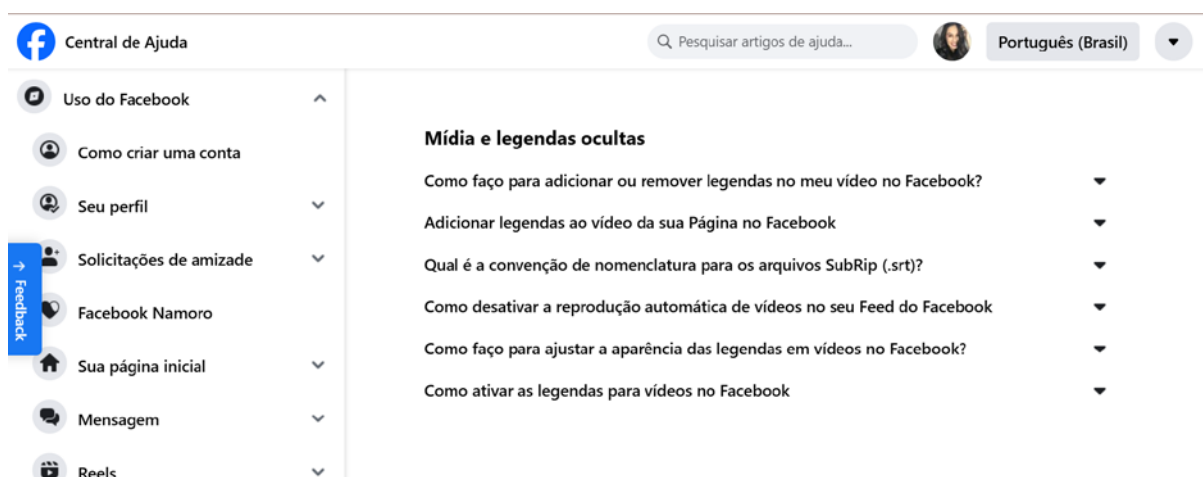 Central de Ajuda
Pesquisar artigos de ajuda...
Português (Brasil)
Uso do Facebook
Como criar uma conta
Seu perfil
Solicitações de amizade
Facebook Namoro
Sua página inicial
Mensagem
Reels
→ Feedback
Mídia e legendas ocultas
Como faço para adicionar ou remover legendas no meu vídeo no Facebook?
Adicionar legendas ao vídeo da sua Página no Facebook
Qual é a convenção de nomenclatura para os arquivos SubRip (.srt)?
Como desativar a reprodução automática de vídeos no seu Feed do Facebook
Como faço para ajustar a aparência das legendas em vídeos no Facebook?
Como ativar as legendas para vídeos no Facebook